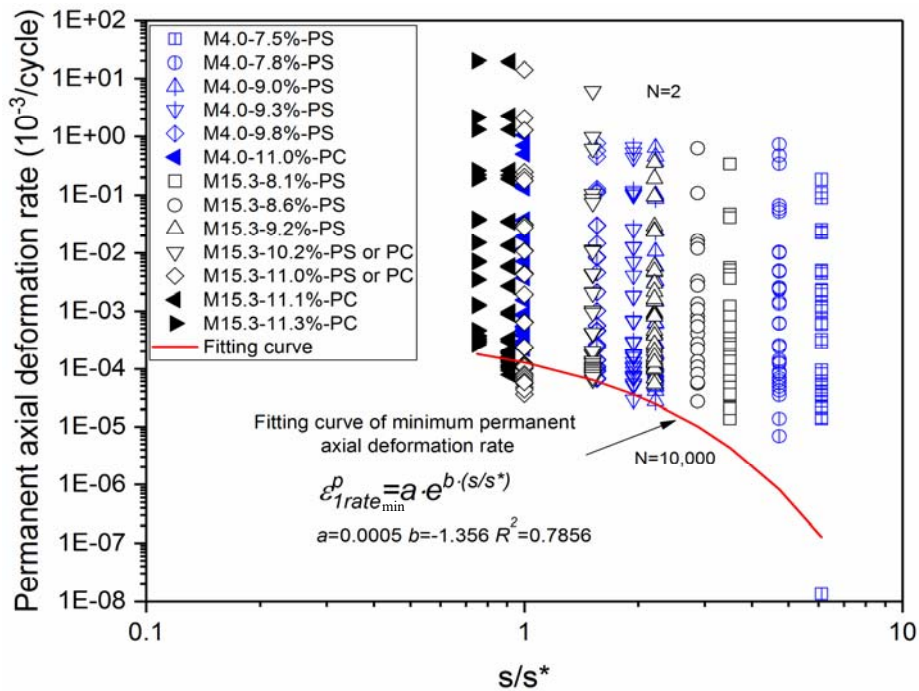 Permanent axial deformation rate (10⁻³/cycle)
1E+02
1E+01
1E+00
1E-01
1E-02
1E-03
1E-04
1E-05
1E-06
1E-07
1E-08
M4.0-7.5%-PS
M4.0-7.8%-PS
M4.0-9.0%-PS
M4.0-9.3%-PS
M4.0-9.8%-PS
M4.0-11.0%-PC
M15.3-8.1%-PS
M15.3-8.6%-PS
M15.3-9.2%-PS
M15.3-10.2%-PS or PC
M15.3-11.0%-PS or PC
M15.3-11.1%-PC
M15.3-11.3%-PC
Fitting curve
N=2
Fitting curve of minimum permanent
axial deformation rate
N=10,000
ε^p_1rate min=a·e^b·(s/s*)
a=0.0005 b=-1.356 R²=0.7856
0.1
1
10
s/s*